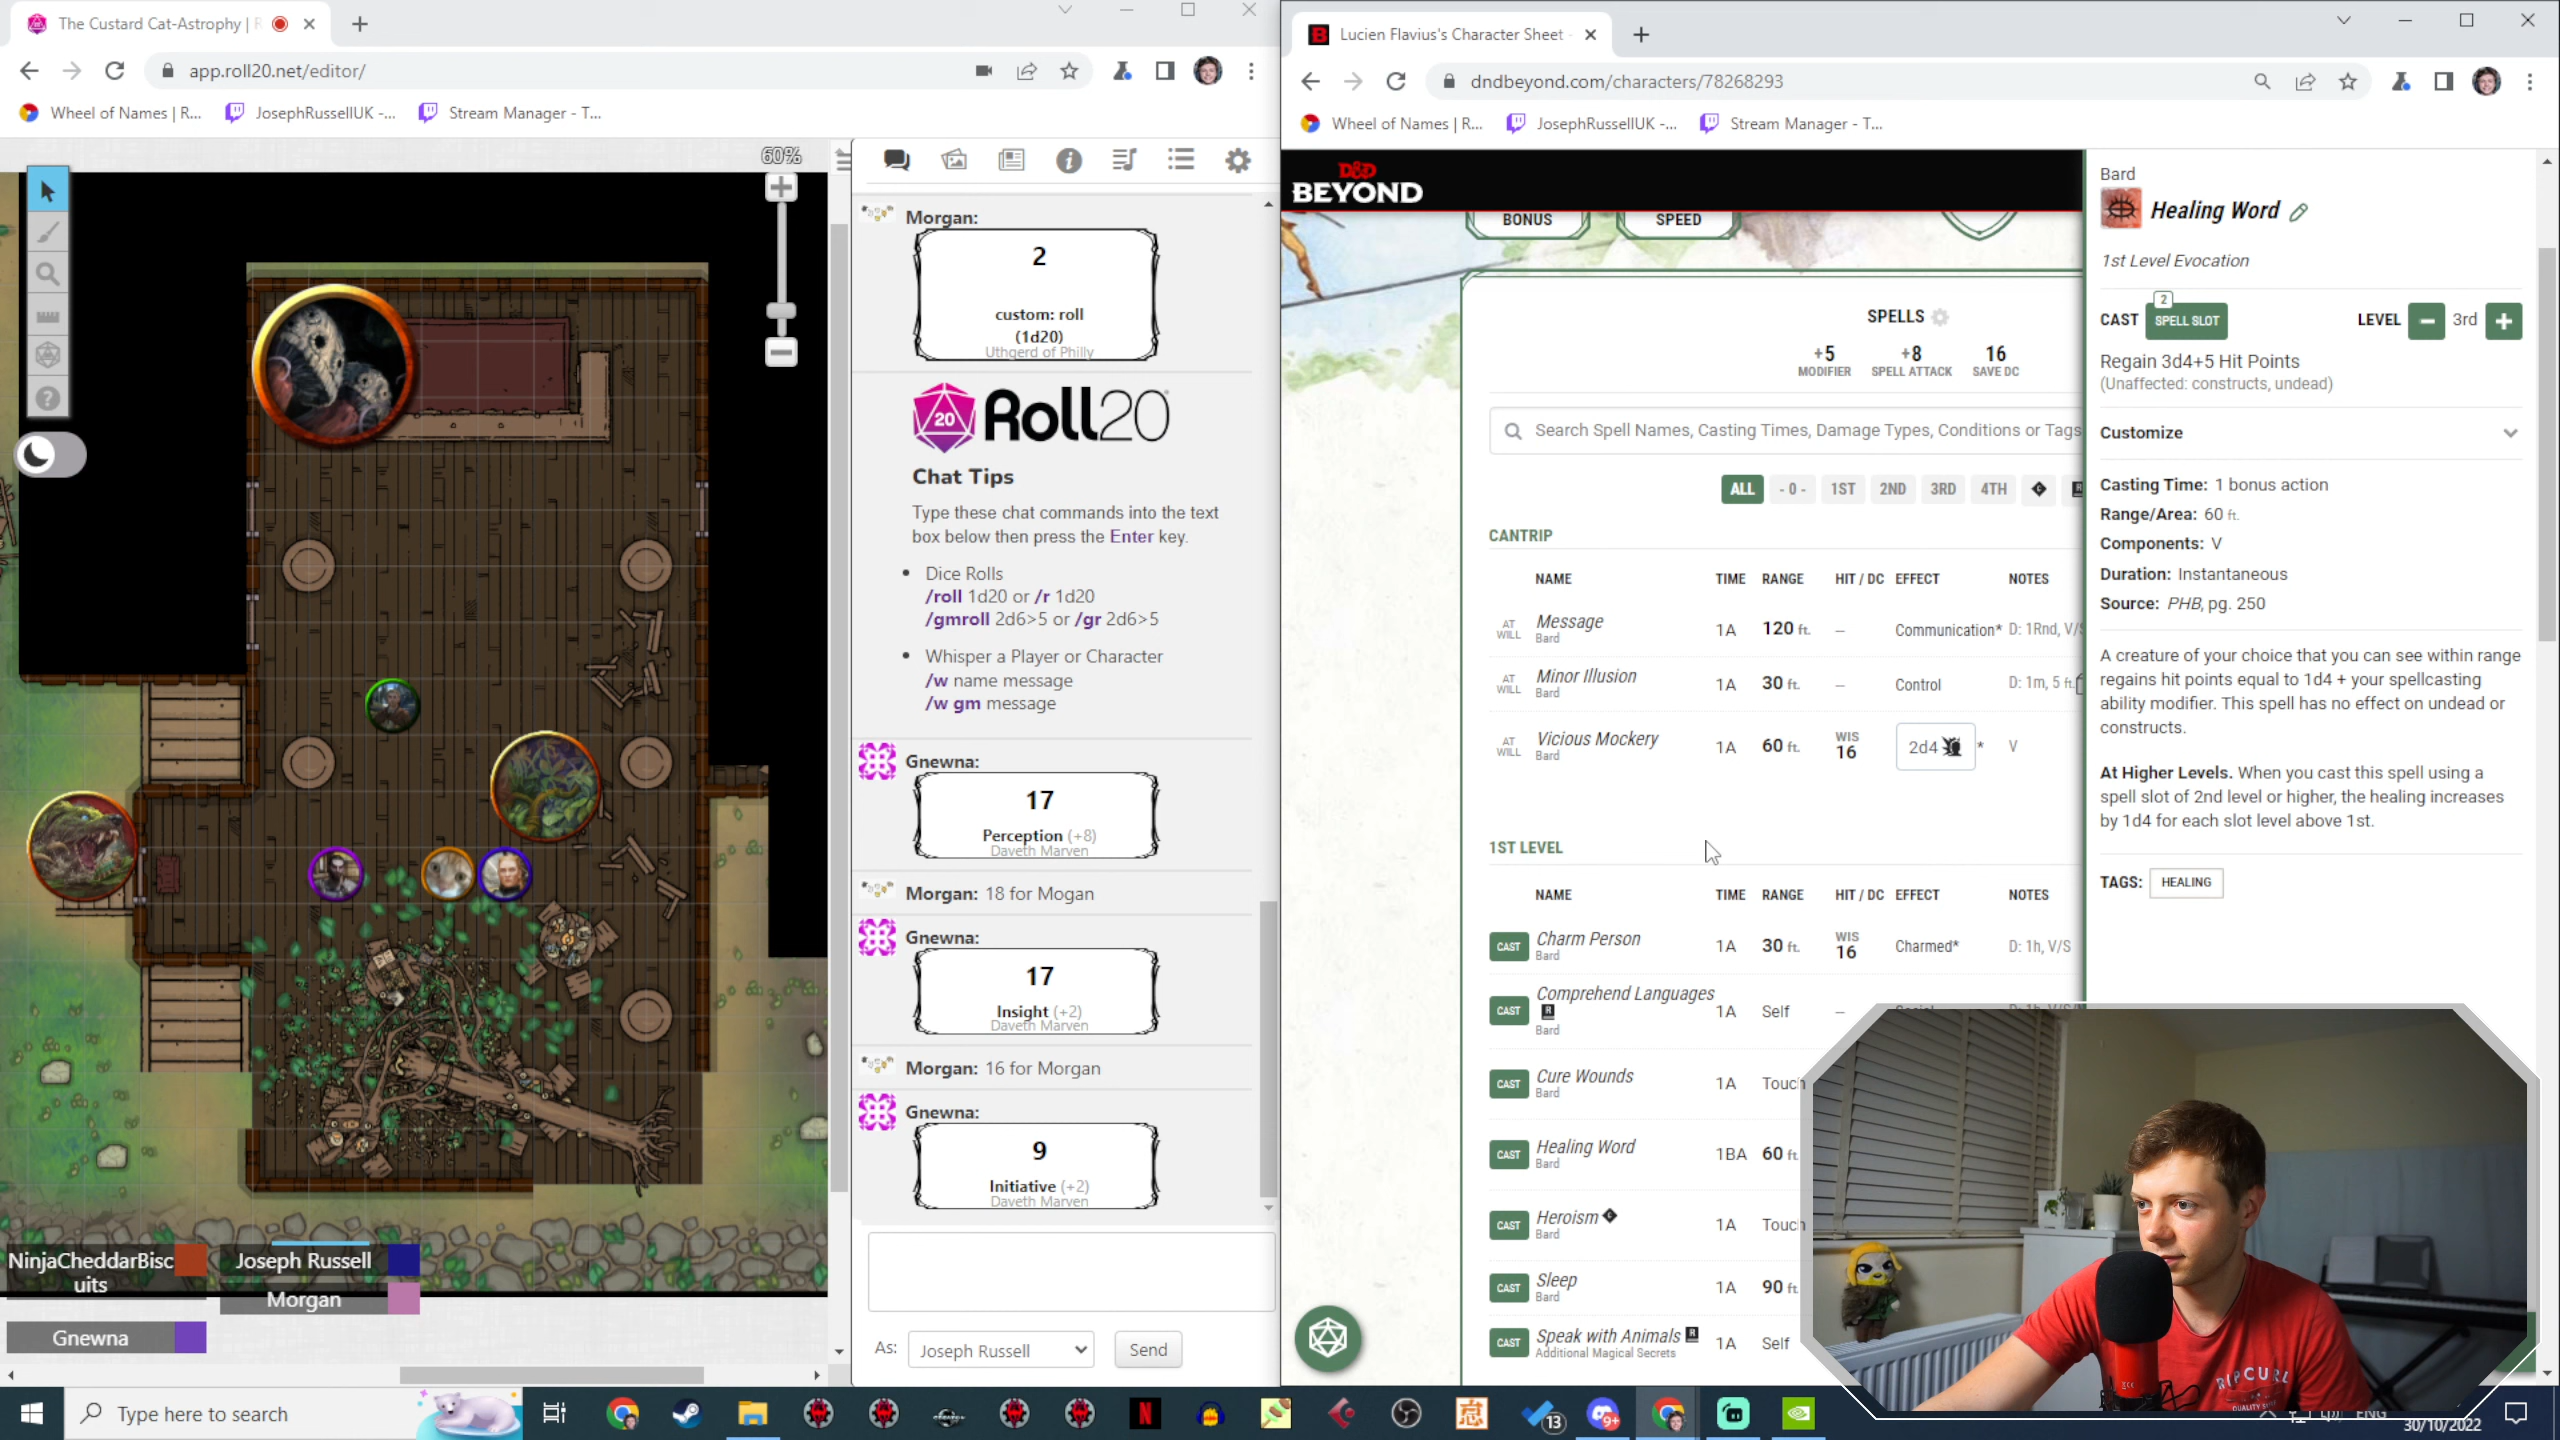 The Custard Cat-Astrophy | R
app.roll20.net/editor/
Wheel of Names | R...
JosephRussellUK -...
Stream Manager - T...
60%
Morgan:
2
custom: roll
(1d20)
Uthgerd of Philly
20
Roll20
Chat Tips
Type these chat commands into the text
box below then press the Enter key.
Dice Rolls
/roll 1d20 or /r 1d20
/gmroll 2d6>5 or /gr 2d6>5
Whisper a Player or Character
/w name message
/w gm message
Gnewna:
17
Perception (+8)
Daveth Marven
Morgan: 18 for Mogan
Gnewna:
17
Insight (+2)
Daveth Marven
Morgan: 16 for Morgan
Gnewna:
9
Initiative (+2)
Daveth Marven
NinjaCheddarBisc
uits
Joseph Russell
Morgan
Gnewna
As:
Joseph Russell
Send
Lucien Flavius's Character Sheet -
dndbeyond.com/characters/78268293
Wheel of Names | R...
JosephRussellUK -...
Stream Manager - T...
D&D
BEYOND
BONUS
SPEED
SPELLS
+5
MODIFIER
+8
SPELL ATTACK
16
SAVE DC
Search Spell Names, Casting Times, Damage Types, Conditions or Tags
ALL
- 0 -
1ST
2ND
3RD
4TH
CANTRIP
NAME TIME RANGE HIT / DC EFFECT NOTES
AT WILL Message 1A 120 ft. – Communication* D: 1Rnd, V/S
Bard
AT WILL Minor Illusion 1A 30 ft. – Control D: 1m, 5 ft.
Bard
AT WILL Vicious Mockery 1A 60 ft. WIS 16 2d4 * V
Bard
1ST LEVEL
NAME TIME RANGE HIT / DC EFFECT NOTES
CAST Charm Person 1A 30 ft. WIS 16 Charmed* D: 1h, V/S
Bard
CAST Comprehend Languages 1A Self –
Bard
CAST Cure Wounds 1A Touch
Bard
CAST Healing Word 1BA 60 ft.
Bard
CAST Heroism 1A Touch
Bard
CAST Sleep 1A 90 ft.
Bard
CAST Speak with Animals 1A Self
Additional Magical Secrets
Bard
Healing Word
1st Level Evocation
CAST
2
SPELL SLOT
LEVEL
3rd
Regain 3d4+5 Hit Points
(Unaffected: constructs, undead)
Customize
Casting Time: 1 bonus action
Range/Area: 60 ft.
Components: V
Duration: Instantaneous
Source: PHB, pg. 250
A creature of your choice that you can see within range
regains hit points equal to 1d4 + your spellcasting
ability modifier. This spell has no effect on undead or
constructs.
At Higher Levels. When you cast this spell using a
spell slot of 2nd level or higher, the healing increases
by 1d4 for each slot level above 1st.
TAGS:
HEALING
RIPCURL
Type here to search
13
9+
ENG
30/10/2022